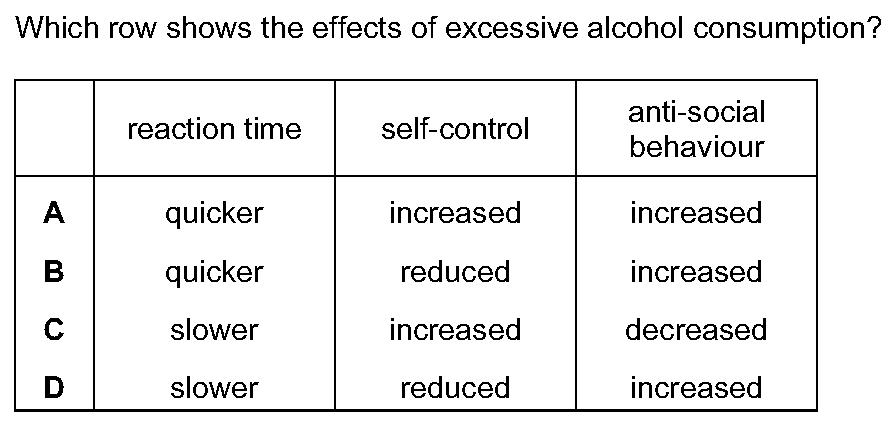 Which row shows the effects of excessive alcohol consumption?
reaction time self-control anti-social
behaviour
A quicker increased increased
B quicker reduced increased
C slower increased decreased
D slower reduced increased